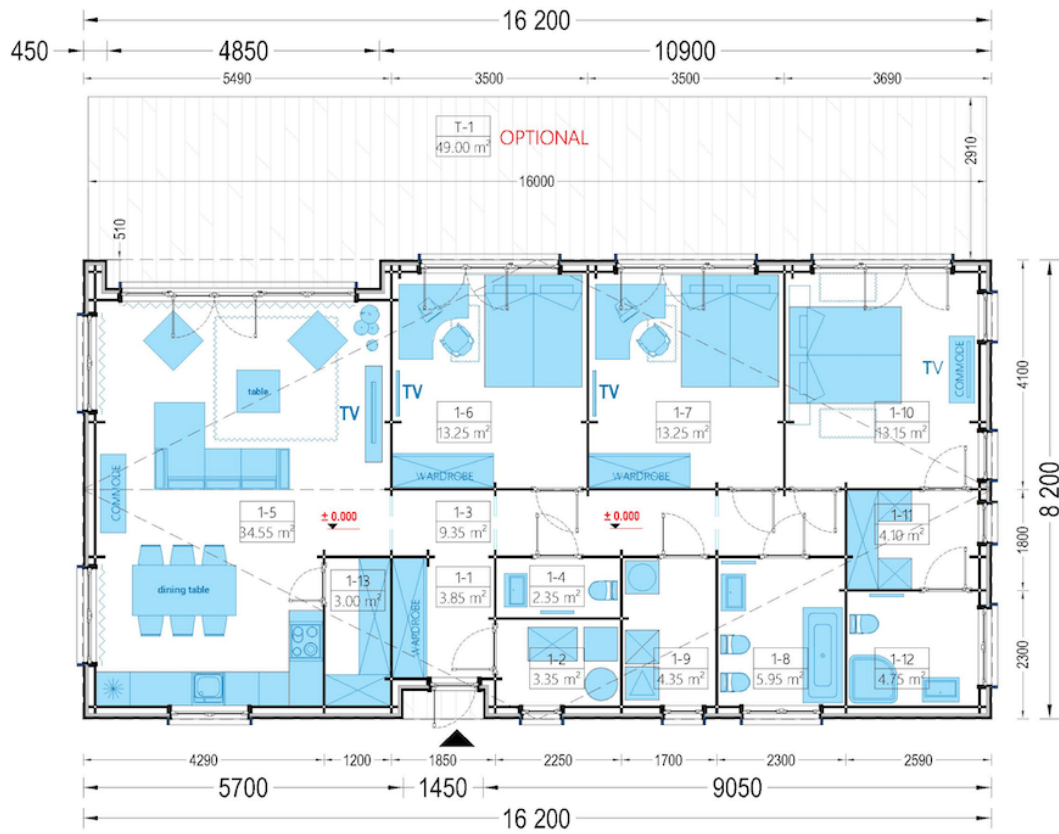 16 200
450
4850
10900
5490
3500
3500
3690
T-1
49.00 m²
OPTIONAL
2910
16000
510
table
TV
TV
TV
TV
COMMODE
1-6
13.25 m²
1-7
13.25 m²
1-10
13.15 m²
4100
WARDROBE
WARDROBE
COMMODE
8 200
1-5
34.55 m²
± 0.000
1-3
9.35 m²
± 0.000
1-11
4.10 m²
1800
dining table
1-13
3.00 m²
WARDROBE
1-1
3.85 m²
1-4
2.35 m²
1-2
3.35 m²
1-9
4.35 m²
1-8
5.95 m²
1-12
4.75 m²
2300
4290
1200
1850
2250
1700
2300
2590
5700
1450
9050
16 200